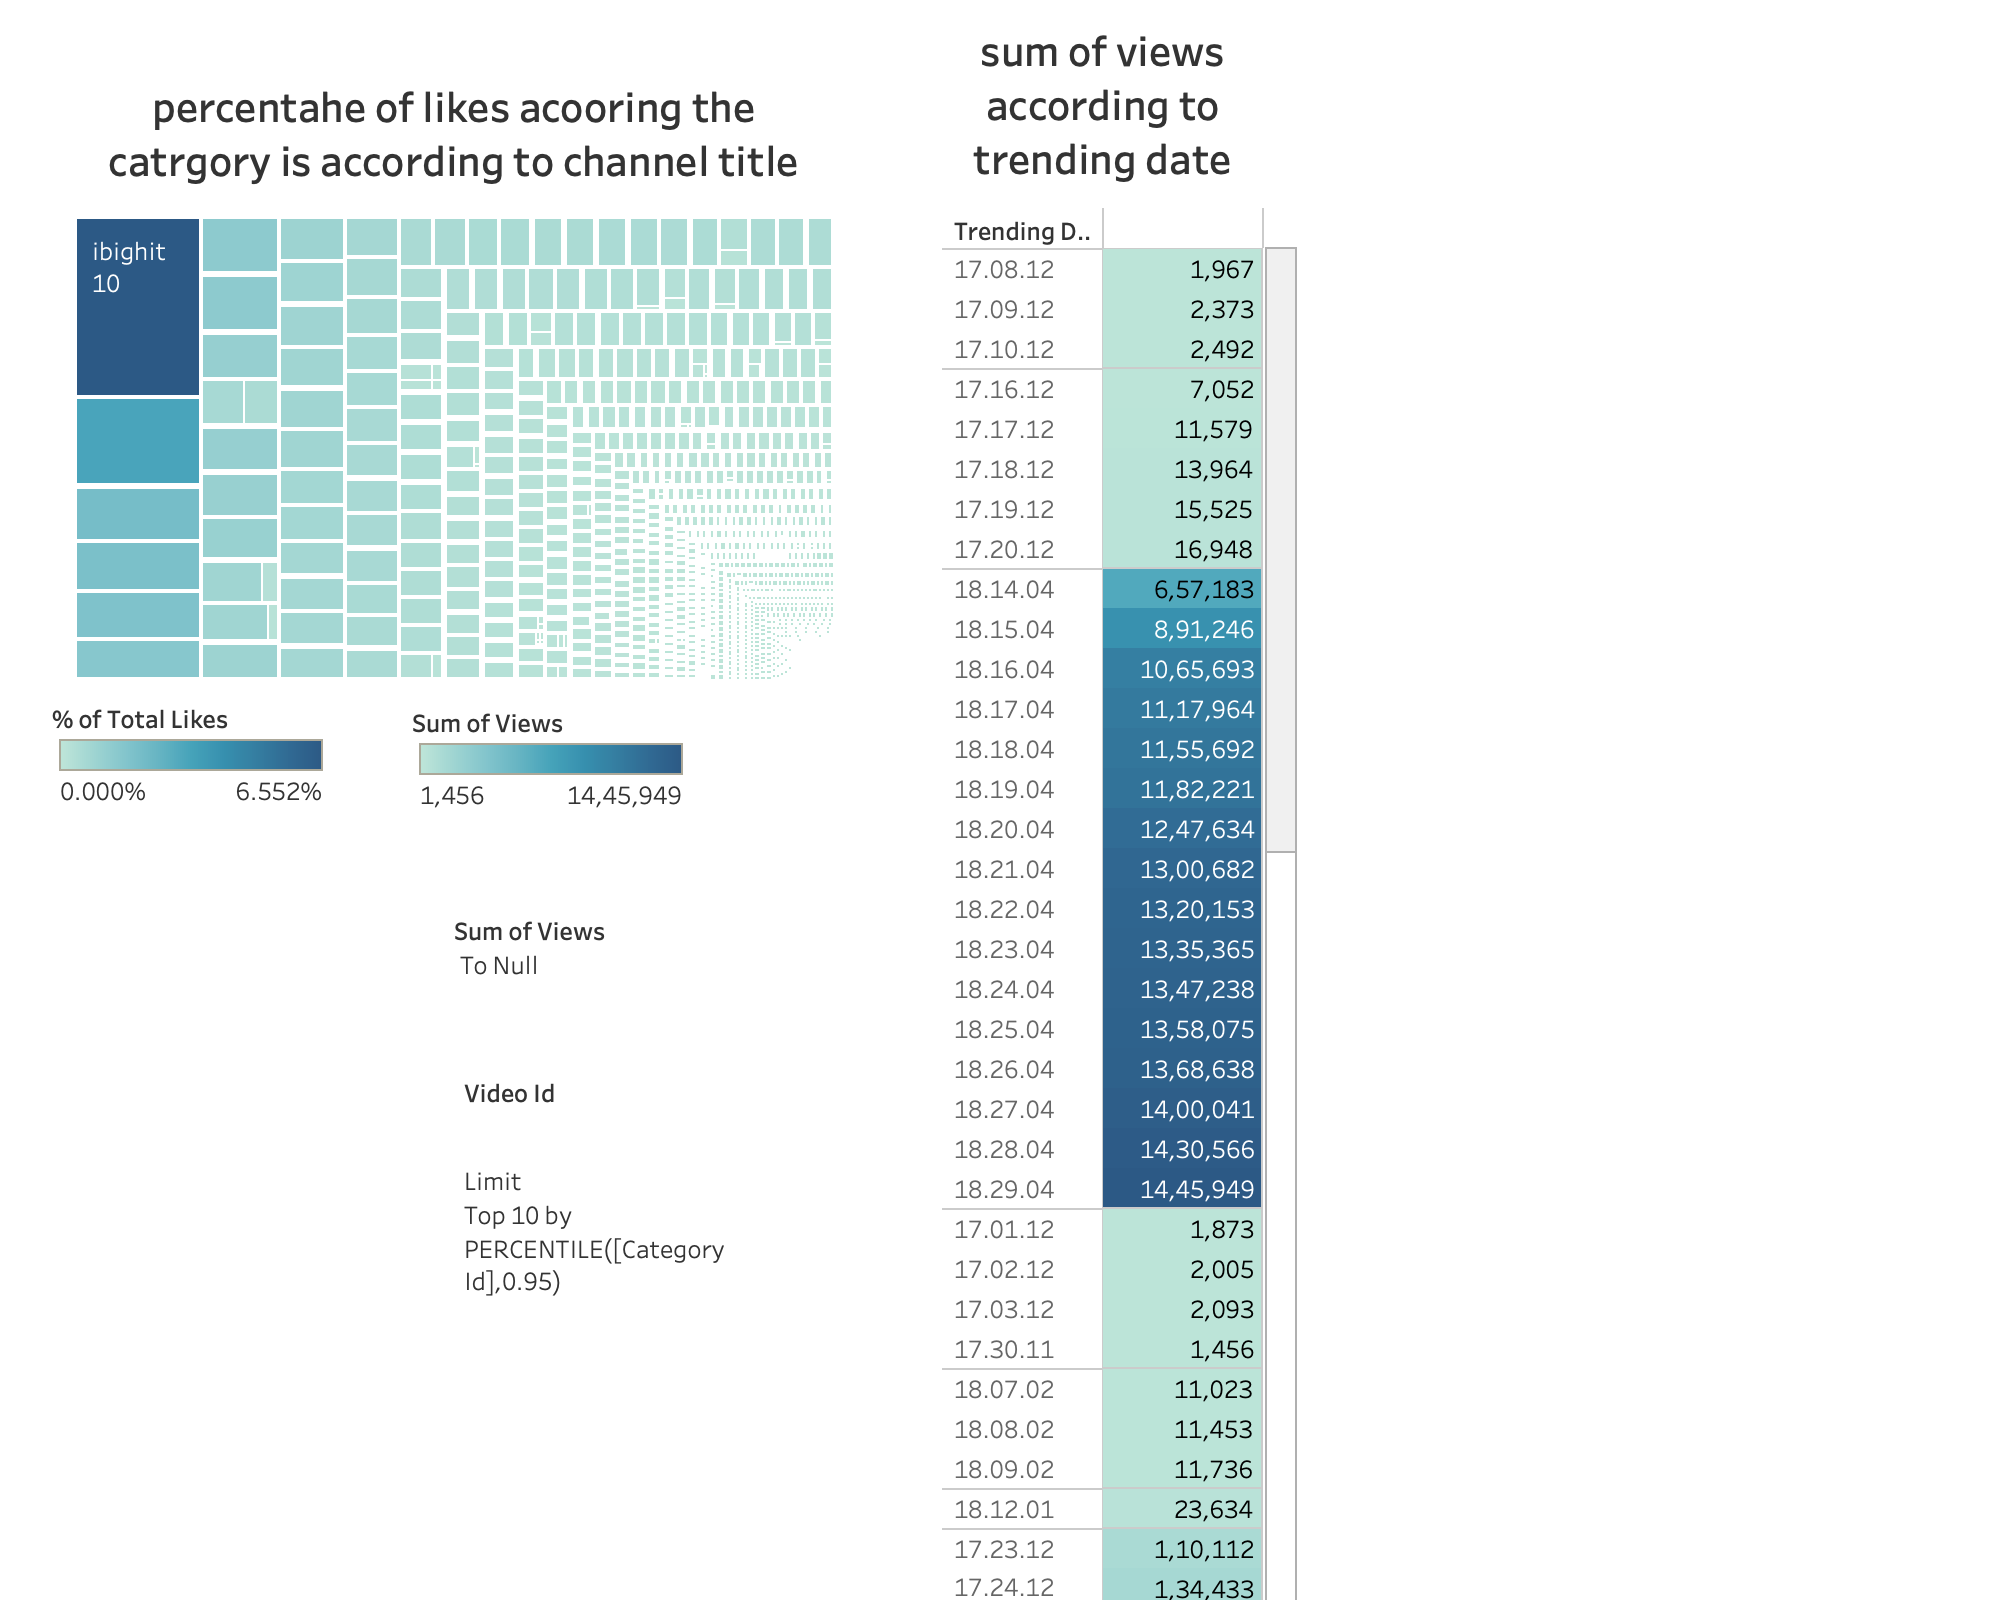 percentahe of likes acooring the
catrgory is according to channel title
ibighit
10
% of Total Likes
0.000% 6.552%
Sum of Views
1,456 14,45,949
Sum of Views
To Null
Video Id
Limit
Top 10 by
PERCENTILE([Category
Id],0.95)
sum of views
according to
trending date
Trending D..
17.08.12 1,967
17.09.12 2,373
17.10.12 2,492
17.16.12 7,052
17.17.12 11,579
17.18.12 13,964
17.19.12 15,525
17.20.12 16,948
18.14.04 6,57,183
18.15.04 8,91,246
18.16.04 10,65,693
18.17.04 11,17,964
18.18.04 11,55,692
18.19.04 11,82,221
18.20.04 12,47,634
18.21.04 13,00,682
18.22.04 13,20,153
18.23.04 13,35,365
18.24.04 13,47,238
18.25.04 13,58,075
18.26.04 13,68,638
18.27.04 14,00,041
18.28.04 14,30,566
18.29.04 14,45,949
17.01.12 1,873
17.02.12 2,005
17.03.12 2,093
17.30.11 1,456
18.07.02 11,023
18.08.02 11,453
18.09.02 11,736
18.12.01 23,634
17.23.12 1,10,112
17.24.12 1,34,433